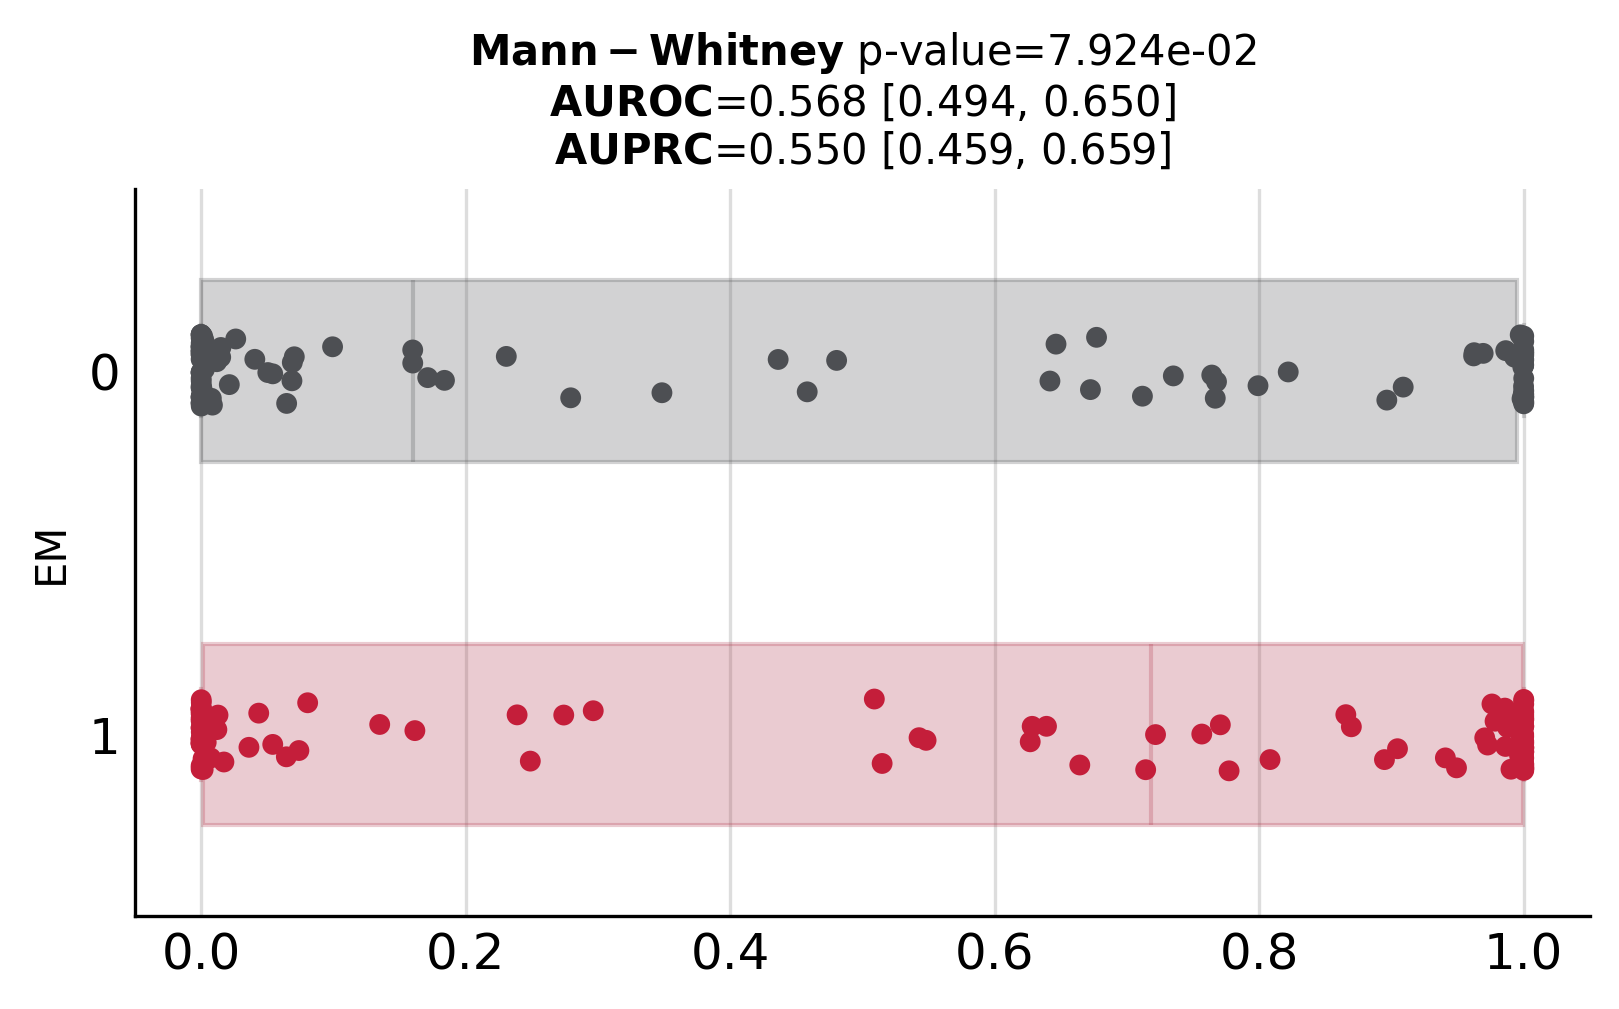 Mann − Whitney p-value=7.924e-02
AUROC=0.568 [0.494, 0.650]
AUPRC=0.550 [0.459, 0.659]
0
EM
1
0.0 0.2 0.4 0.6 0.8 1.0